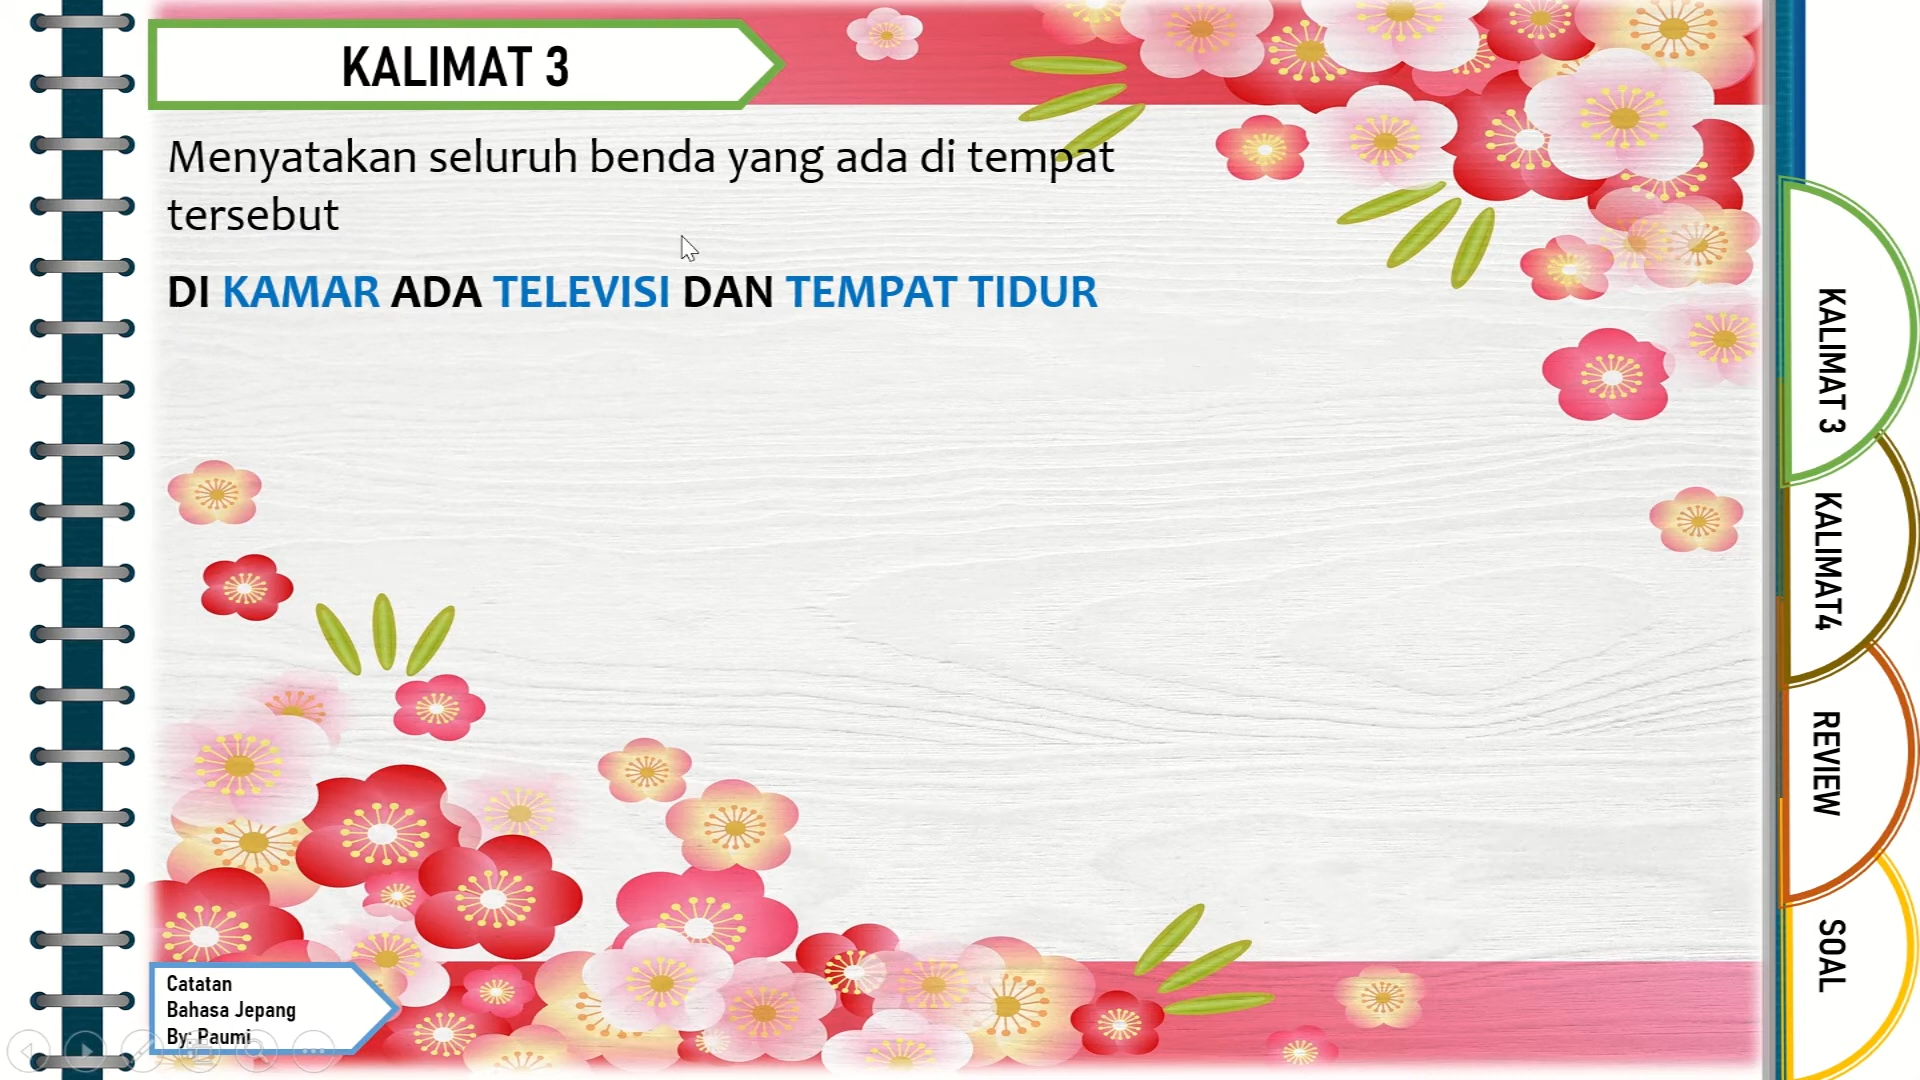 KALIMAT 3
Menyatakan seluruh benda yang ada di tempat
tersebut
DI KAMAR ADA TELEVISI DAN TEMPAT TIDUR
KALIMAT 3
KALIMAT4
REVIEW
SOAL
Catatan
Bahasa Jepang
By: Paumi